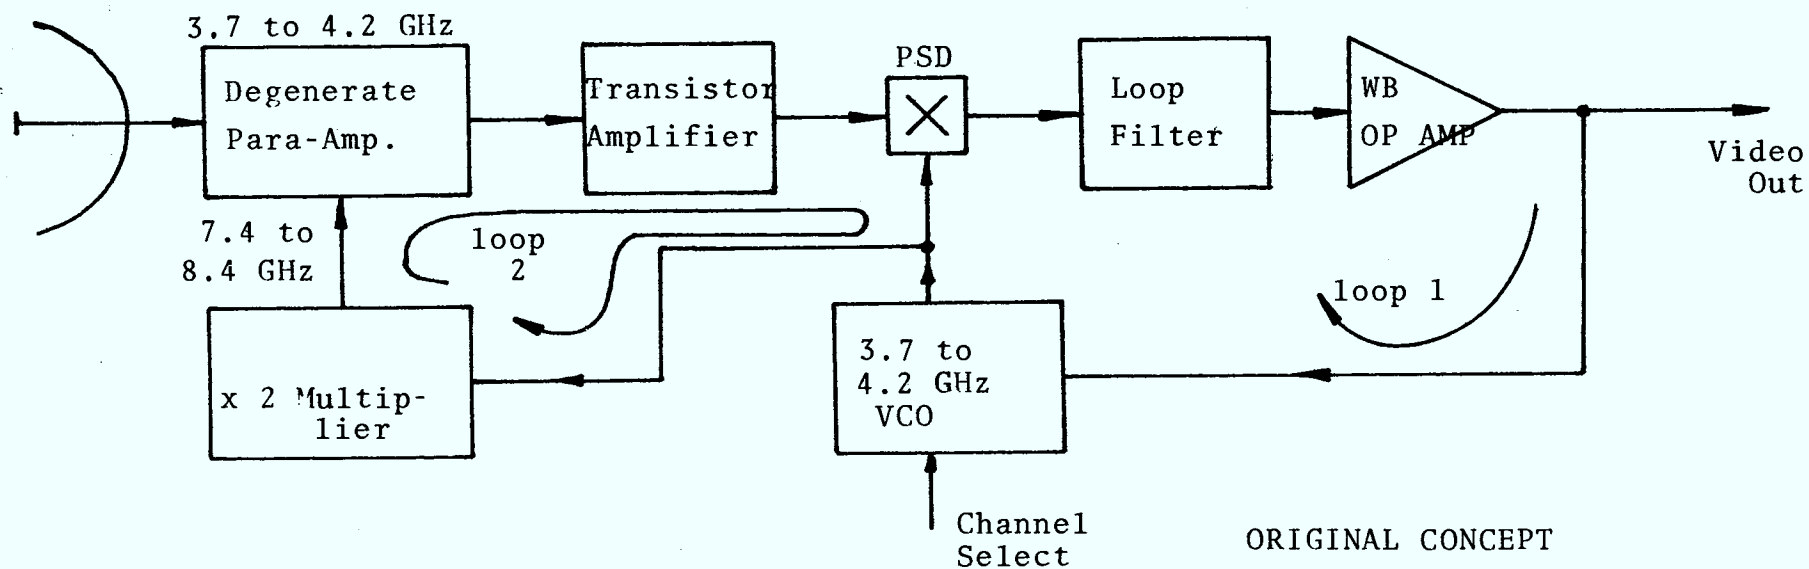 3.7 to 4.2 GHz
Degenerate
Para-Amp.
Transistor
Amplifier
PSD
Loop
Filter
WB
OP AMP
Video
Out
7.4 to
8.4 GHz
loop
2
loop 1
x 2 Multip-
lier
3.7 to
4.2 GHz
VCO
Channel
Select
ORIGINAL CONCEPT